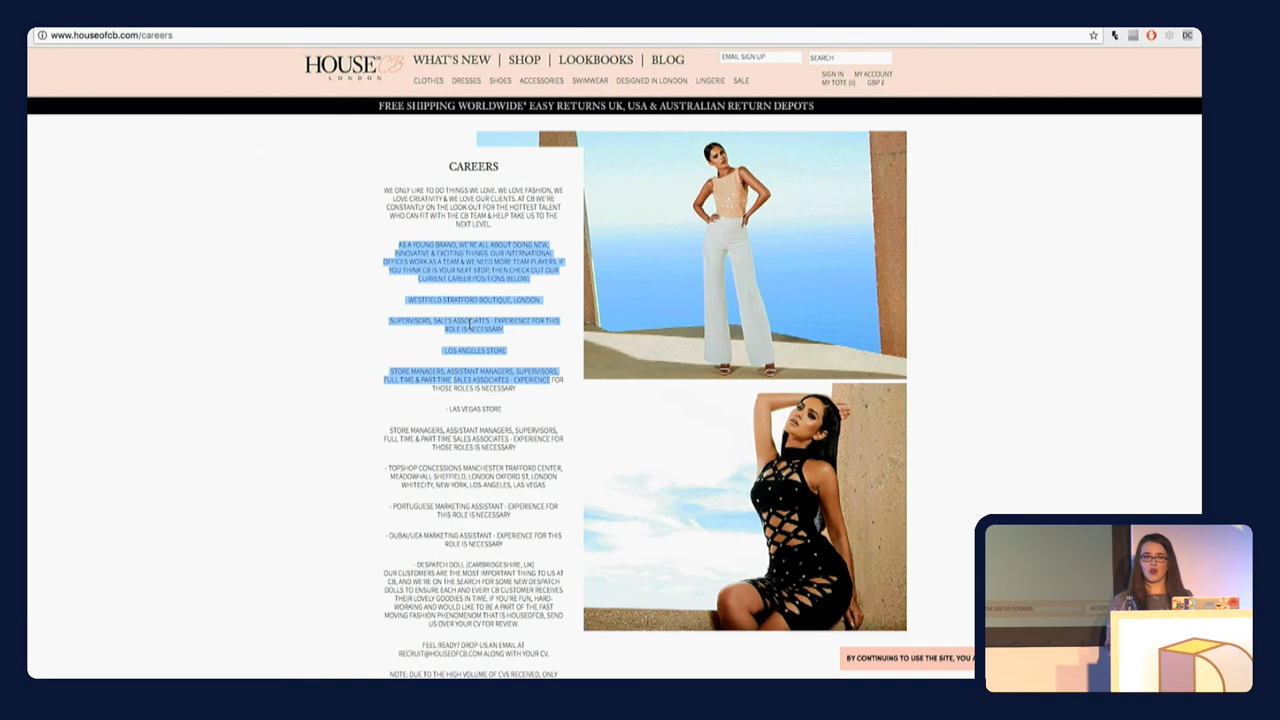 www.houseofcb.com/careers
DC
HOUSE CB
LONDON
WHAT'S NEW | SHOP | LOOKBOOKS | BLOG
EMAIL SIGN UP
SEARCH
CLOTHES DRESSES SHOES ACCESSORIES SWIMWEAR DESIGNED IN LONDON LINGERIE SALE
SIGN IN MY ACCOUNT
MY TOTE (0) GBP £
FREE SHIPPING WORLDWIDE* EASY RETURNS UK, USA & AUSTRALIAN RETURN DEPOTS
CAREERS
WE ONLY LIKE TO DO THINGS WE LOVE. WE LOVE FASHION, WE
LOVE CREATIVITY & WE LOVE OUR CLIENTS. AT CB WE'RE
CONSTANTLY ON THE LOOK-OUT FOR THE HOTTEST TALENT
WHO CAN FIT WITH THE CB TEAM & HELP TAKE US TO THE
NEXT LEVEL.
AS A YOUNG BRAND, WE'RE ALL ABOUT DOING NEW,
INNOVATIVE & EXCITING THINGS. OUR INTERNATIONAL
OFFICES WORK AS A TEAM & WE NEED MORE TEAM PLAYERS. IF
YOU THINK CB IS YOUR NEXT STOP, THEN CHECK OUT OUR
CURRENT CAREER POSITIONS BELOW:
- WESTFIELD STRATFORD BOUTIQUE, LONDON.
SUPERVISORS, SALES ASSOCIATES - EXPERIENCE FOR THIS
ROLE IS NECESSARY
- LOS ANGELES STORE
STORE MANAGERS, ASSISTANT MANAGERS, SUPERVISORS,
FULL TIME & PART-TIME SALES ASSOCIATES - EXPERIENCE FOR
THOSE ROLES IS NECESSARY
- LAS VEGAS STORE
STORE MANAGERS, ASSISTANT MANAGERS, SUPERVISORS,
FULL TIME & PART-TIME SALES ASSOCIATES - EXPERIENCE FOR
THOSE ROLES IS NECESSARY
- TOPSHOP CONCESSIONS MANCHESTER TRAFFORD CENTER,
MEADOWHALL SHEFFIELD, LONDON OXFORD ST, LONDON
WHITECITY, NEW-YORK, LOS-ANGELES, LAS VEGAS
- PORTUGUESE MARKETING ASSISTANT - EXPERIENCE FOR
THIS ROLE IS NECESSARY
- DUBAI/UEA MARKETING ASSISTANT - EXPERIENCE FOR THIS
ROLE IS NECESSARY
- DESPATCH DOLL (CAMBRIDGESHIRE, UK)
OUR CUSTOMERS ARE THE MOST IMPORTANT THING TO US AT
CB, AND WE'RE ON THE SEARCH FOR SOME NEW DESPATCH
DOLLS TO ENSURE EACH AND EVERY CB CUSTOMER RECEIVES
THEIR LOVELY GOODIES IN TIME. IF YOU'RE FUN, HARD-
WORKING AND WOULD LIKE TO BE A PART OF THE FAST
MOVING FASHION PHENOMENON THAT IS HOUSEOFCB, SEND
US OVER YOUR CV FOR REVIEW.
FEEL READY? DROP US AN EMAIL AT
RECRUIT@HOUSEOFCB.COM ALONG WITH YOUR CV.
NOTE: DUE TO THE HIGH VOLUME OF CVS RECEIVED, ONLY
BY CONTINUING TO USE THE SITE, YOU A
USE OF COOKIES